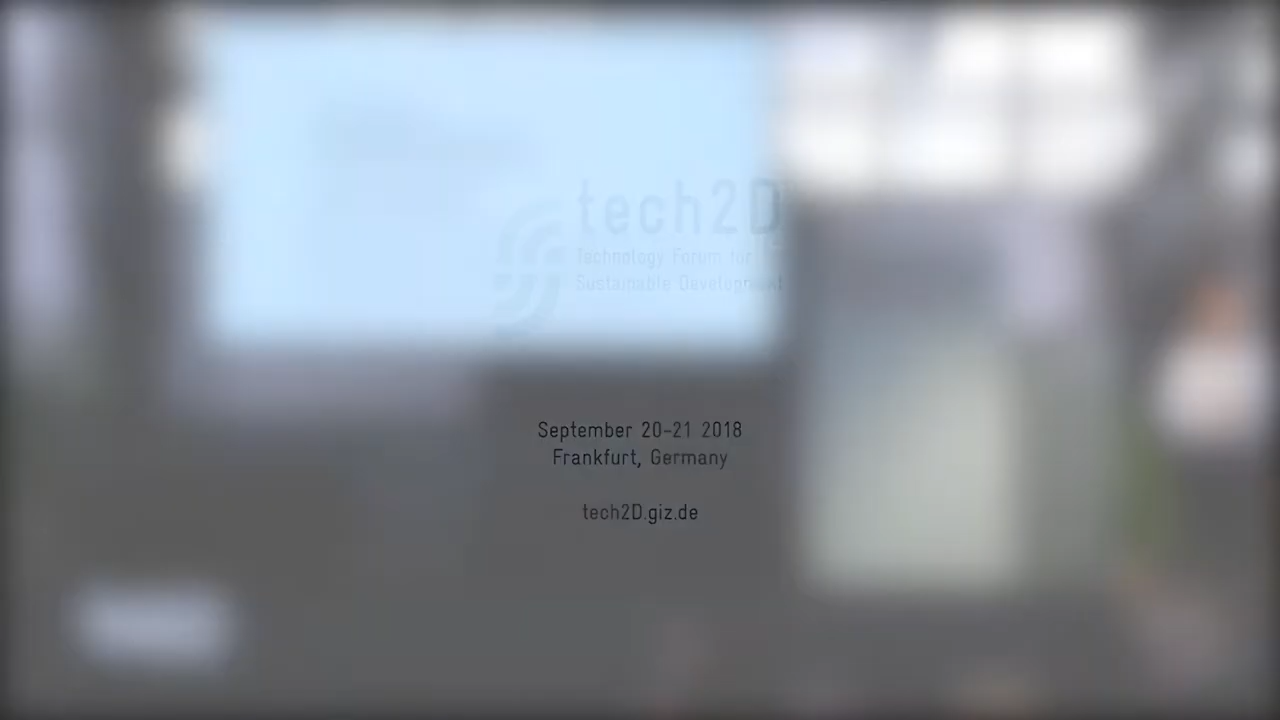 tech2D
Technology Forum for
Sustainable Development
September 20-21 2018
Frankfurt, Germany
tech2D.giz.de